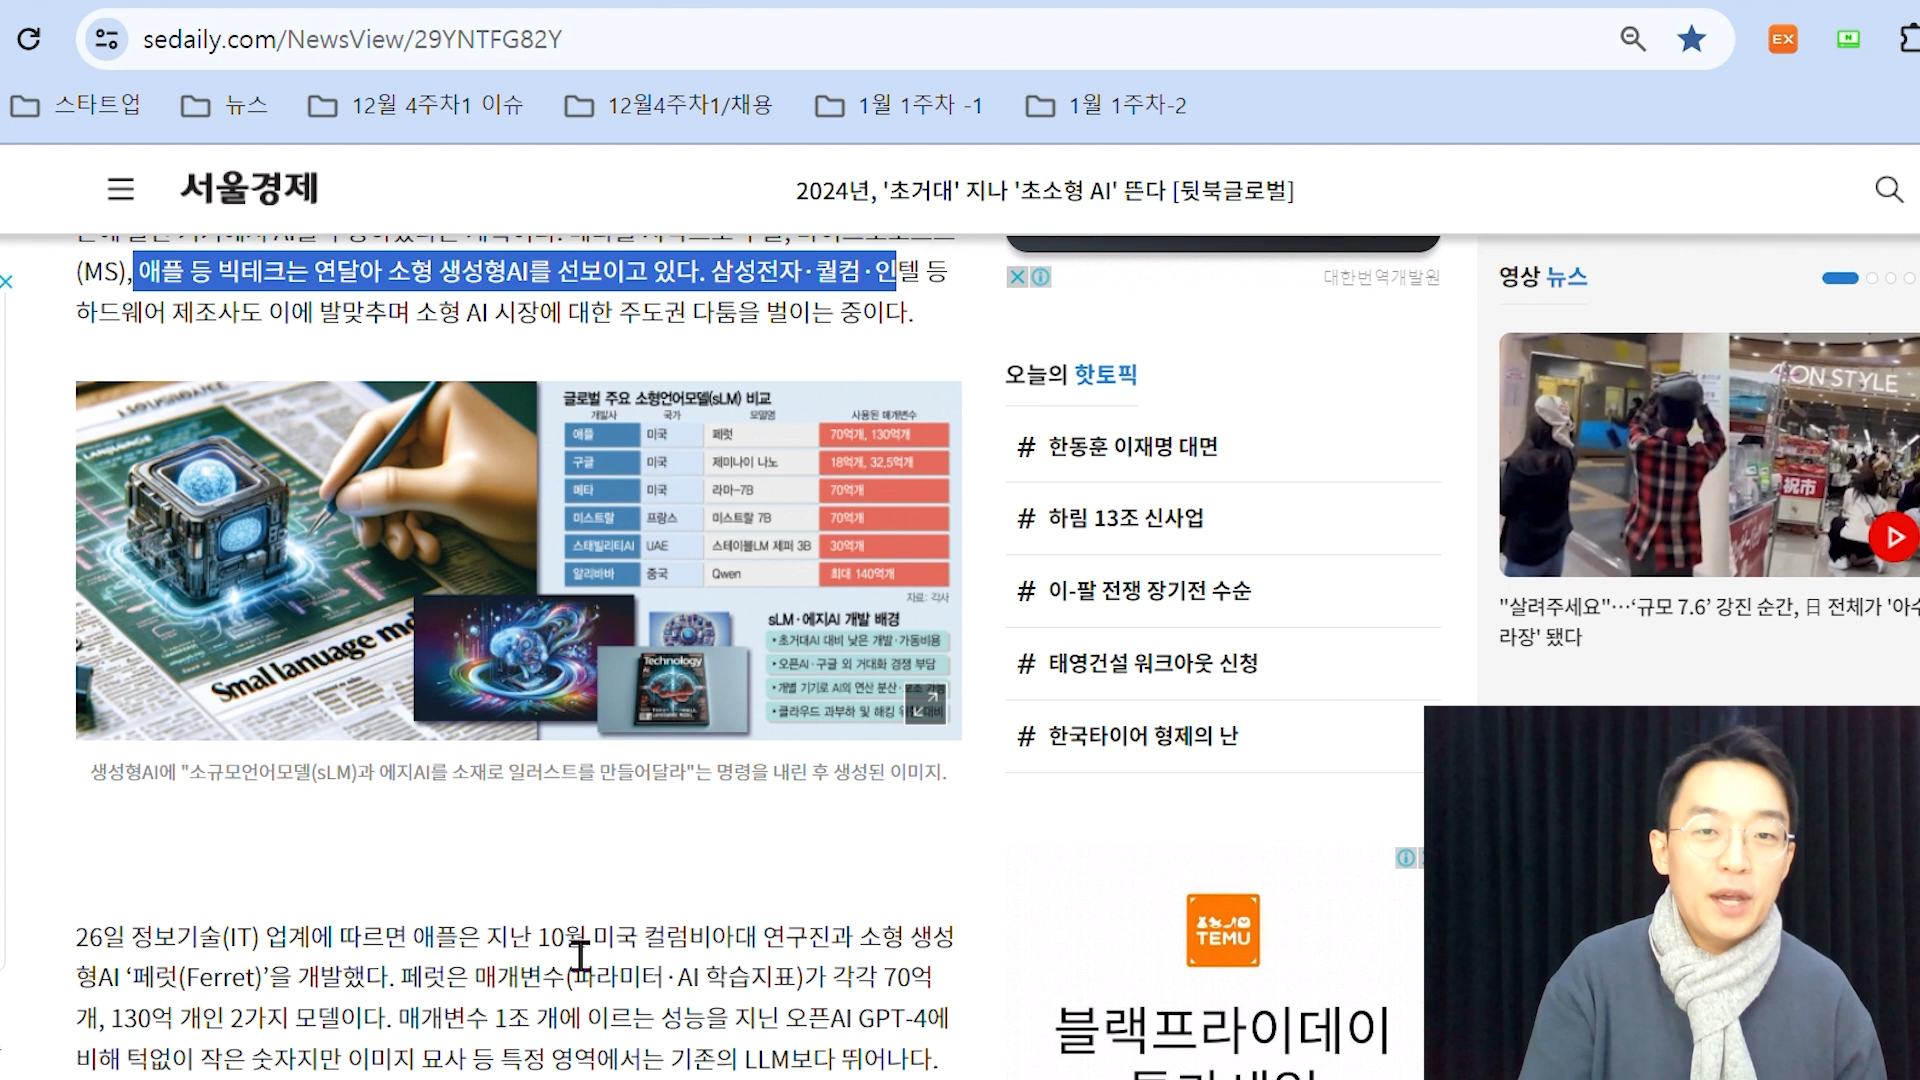 sedaily.com/NewsView/29YNTFG82Y
EX
N
스타트업
뉴스
12월 4주차1 이슈
12월4주차1/채용
1월 1주차 -1
1월 1주차-2
서울경제
2024년, '초거대' 지나 '초소형 AI' 뜬다 [뒷북글로벌]
(MS), 애플 등 빅테크는 연달아 소형 생성형AI를 선보이고 있다. 삼성전자·퀄컴·인텔 등
하드웨어 제조사도 이에 발맞추며 소형 AI 시장에 대한 주도권 다툼을 벌이는 중이다.
Smal lanuage mo
Technology
글로벌 주요 소형언어모델(sLM) 비교
개발사 국가 모델명 사용된 매개변수
애플 미국 페럿 70억개, 130억개
구글 미국 제미나이 나노 18억개, 32.5억개
메타 미국 라마-7B 70억개
미스트랄 프랑스 미스트랄 7B 70억개
스태빌리티AI UAE 스테이블LM 제퍼 3B 30억개
알리바바 중국 Qwen 최대 140억개
자료: 각사
sLM·에지AI 개발 배경
•초거대AI 대비 낮은 개발·가동비용
•오픈AI·구글 외 거대화 경쟁 부담
•개별 기기로 AI의 연산 분산·보조 가능
•클라우드 과부하 및 해킹 위험 대비
생성형AI에 "소규모언어모델(sLM)과 에지AI를 소재로 일러스트를 만들어달라"는 명령을 내린 후 생성된 이미지.
26일 정보기술(IT) 업계에 따르면 애플은 지난 10월 미국 컬럼비아대 연구진과 소형 생성
형AI ‘페럿(Ferret)’을 개발했다. 페럿은 매개변수(파라미터·AI 학습지표)가 각각 70억
개, 130억 개인 2가지 모델이다. 매개변수 1조 개에 이르는 성능을 지닌 오픈AI GPT-4에
비해 턱없이 작은 숫자지만 이미지 묘사 등 특정 영역에서는 기존의 LLM보다 뛰어나다.
대한번역개발원
오늘의 핫토픽
# 한동훈 이재명 대면
# 하림 13조 신사업
# 이-팔 전쟁 장기전 수순
# 태영건설 워크아웃 신청
# 한국타이어 형제의 난
TEMU
블랙프라이데이
영상 뉴스
ON STYLE
祝市
"살려주세요"…‘규모 7.6’ 강진 순간, 日 전체가 '아수
라장' 됐다